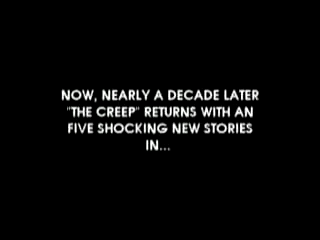 NOW, NEARLY A DECADE LATER
"THE CREEP" RETURNS WITH AN
FIVE SHOCKING NEW STORIES
IN...